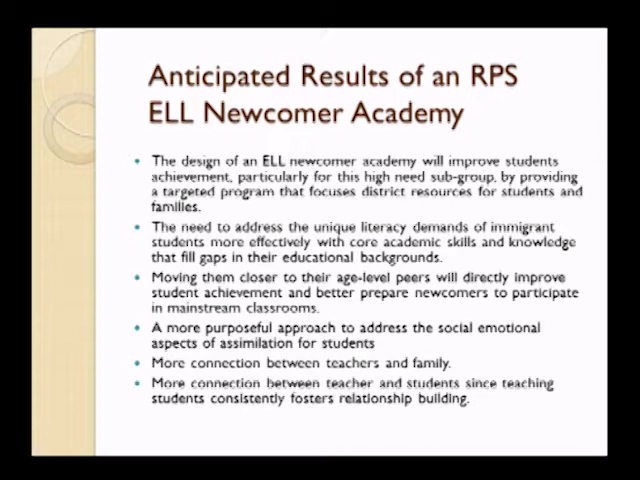 Anticipated Results of an RPS
ELL Newcomer Academy
The design of an ELL newcomer academy will improve students
achievement, particularly for this high need sub-group, by providing
a targeted program that focuses district resources for students and
families.
The need to address the unique literacy demands of immigrant
students more effectively with core academic skills and knowledge
that fill gaps in their educational backgrounds.
Moving them closer to their age-level peers will directly improve
student achievement and better prepare newcomers to participate
in mainstream classrooms.
A more purposeful approach to address the social emotional
aspects of assimilation for students
More connection between teachers and family.
More connection between teacher and students since teaching
students consistently fosters relationship building.